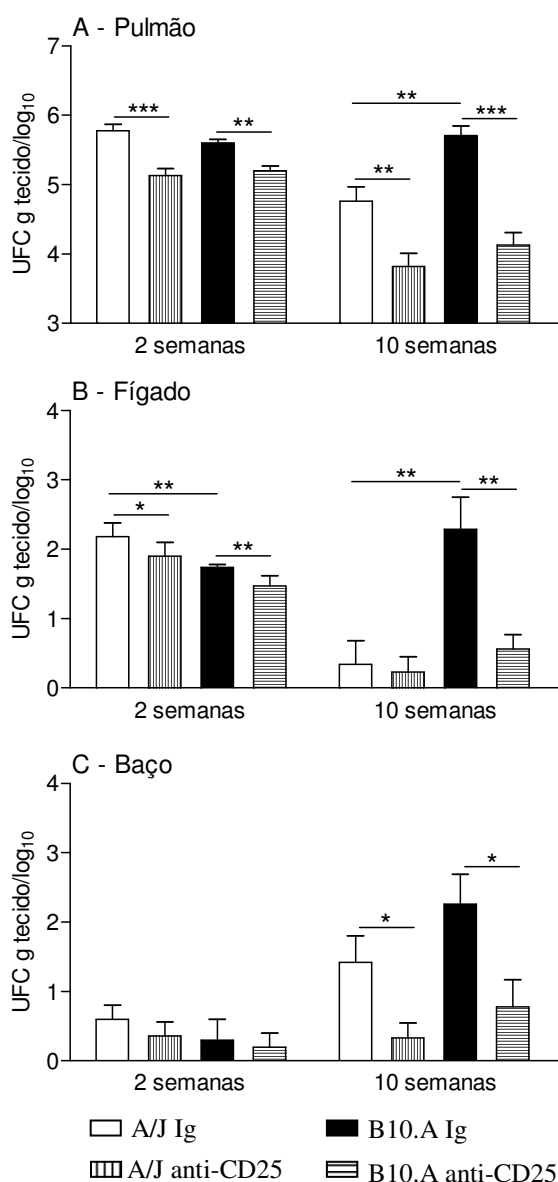 A - Pulmão
UFC g tecido/log₁₀
7
6
5
4
3
***
**
**
**
***
2 semanas
10 semanas
B - Fígado
UFC g tecido/log₁₀
4
3
2
1
0
**
*
**
**
**
2 semanas
10 semanas
C - Baço
UFC g tecido/log₁₀
4
3
2
1
0
*
*
2 semanas
10 semanas
A/J Ig
B10.A Ig
A/J anti-CD25
B10.A anti-CD25